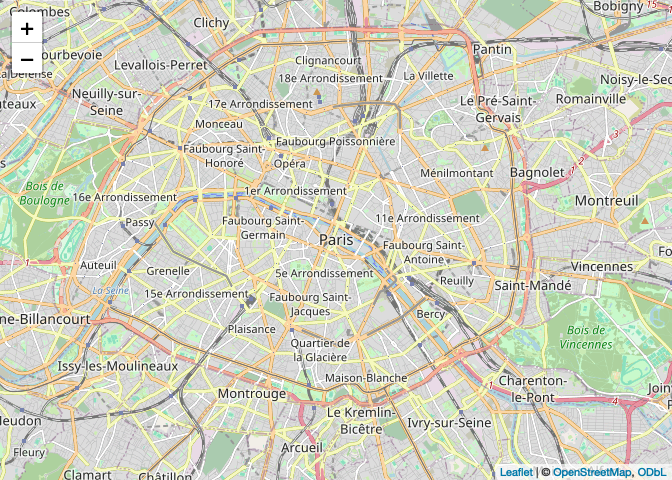 Colombes
Clichy
Bobigny
+
Courbevoie
Pantin
−
La Défense
Levallois-Perret
Clignancourt
18e Arrondissement
La Villette
Noisy-le-Sec
Neuilly-sur-
Seine
17e Arrondissement
Le Pré-Saint-
Gervais
Romainville
Monceau
Faubourg Poissonnière
Faubourg Saint-
Honoré
Opéra
Ménilmontant
Bagnolet
Bois de
Boulogne
16e Arrondissement
1er Arrondissement
Montreuil
Passy
Faubourg Saint-
Germain
11e Arrondissement
Paris
Faubourg Saint-
Antoine
Auteuil
Grenelle
5e Arrondissement
Reuilly
Vincennes
Saint-Mandé
La Seine
15e Arrondissement
Faubourg Saint-
Jacques
Bercy
ne-Billancourt
Plaisance
Bois de
Vincennes
Quartier de
la Glacière
Issy-les-Moulineaux
Maison-Blanche
Charenton-
le-Pont
Montrouge
Le Kremlin-
Bicêtre
Ivry-sur-Seine
Fleury
Arcueil
Clamart
Châtillon
Leaflet | © OpenStreetMap, ODbL